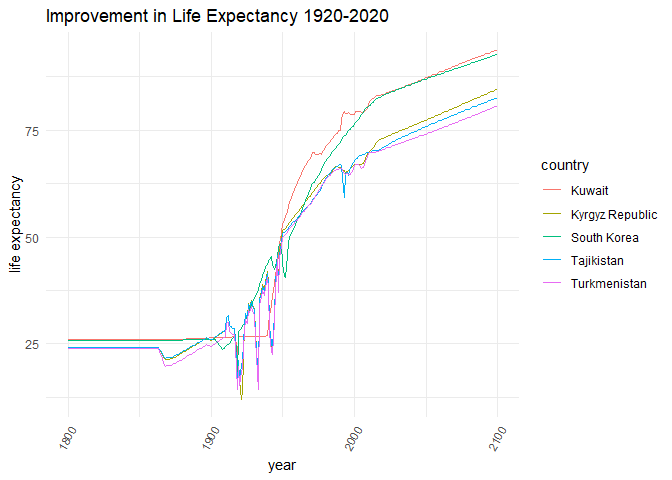 Improvement in Life Expectancy 1920-2020
life expectancy
75
50
25
1800
1900
2000
2100
year
country
Kuwait
Kyrgyz Republic
South Korea
Tajikistan
Turkmenistan